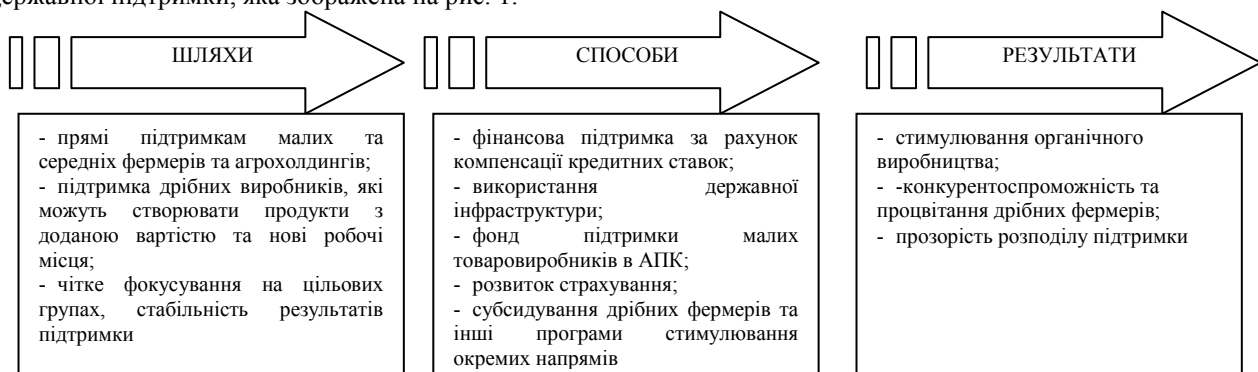 державної підтримки, яка зображена на рис. 1.
ШЛЯХИ
- прямі підтримкам малих та
середніх фермерів та агрохолдингів;
- підтримка дрібних виробників, які
можуть створювати продукти з
доданою вартістю та нові робочі
місця;
- чітке фокусування на цільових
групах, стабільність результатів
підтримки
СПОСОБИ
- фінансова підтримка за рахунок
компенсації кредитних ставок;
- використання державної
інфраструктури;
- фонд підтримки малих
товаровиробників в АПК;
- розвиток страхування;
- субсидування дрібних фермерів та
інші програми стимулювання
окремих напрямів
РЕЗУЛЬТАТИ
- стимулювання органічного
виробництва;
- -конкурентоспроможність та
процвітання дрібних фермерів;
- прозорість розподілу підтримки